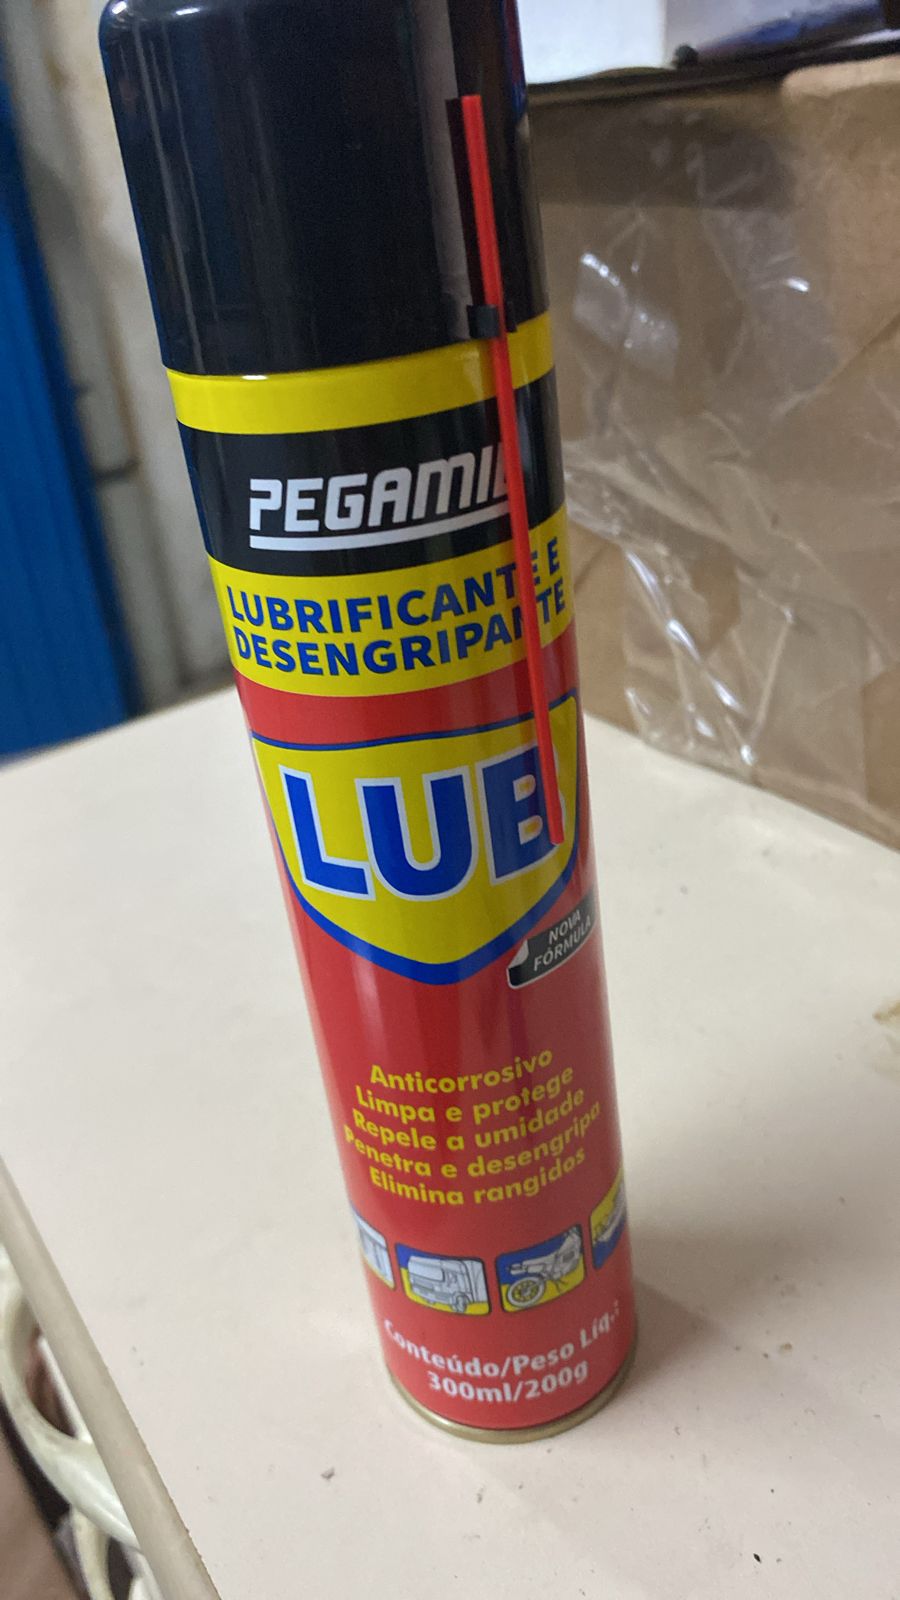 PEGAMIL
LUBRIFICANTE E
DESENGRIPANTE
LUB
NOVA
FÓRMULA
Anticorrosivo
Limpa e protege
Repele a umidade
Penetra e desengripa
Elimina rangidos
Conteúdo/Peso Líq.:
300ml/200g